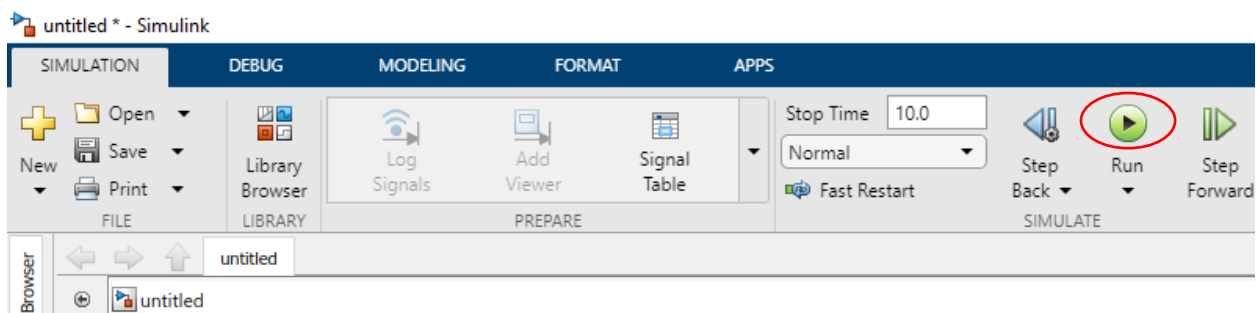 untitled * - Simulink
SIMULATION DEBUG MODELING FORMAT APPS
New
Open
Save
Print
FILE
Library
Browser
LIBRARY
Log
Signals
Add
Viewer
Signal
Table
PREPARE
Stop Time 10.0
Normal
Fast Restart
Step
Back
Run
Step
Forward
SIMULATE
Browser
untitled
untitled